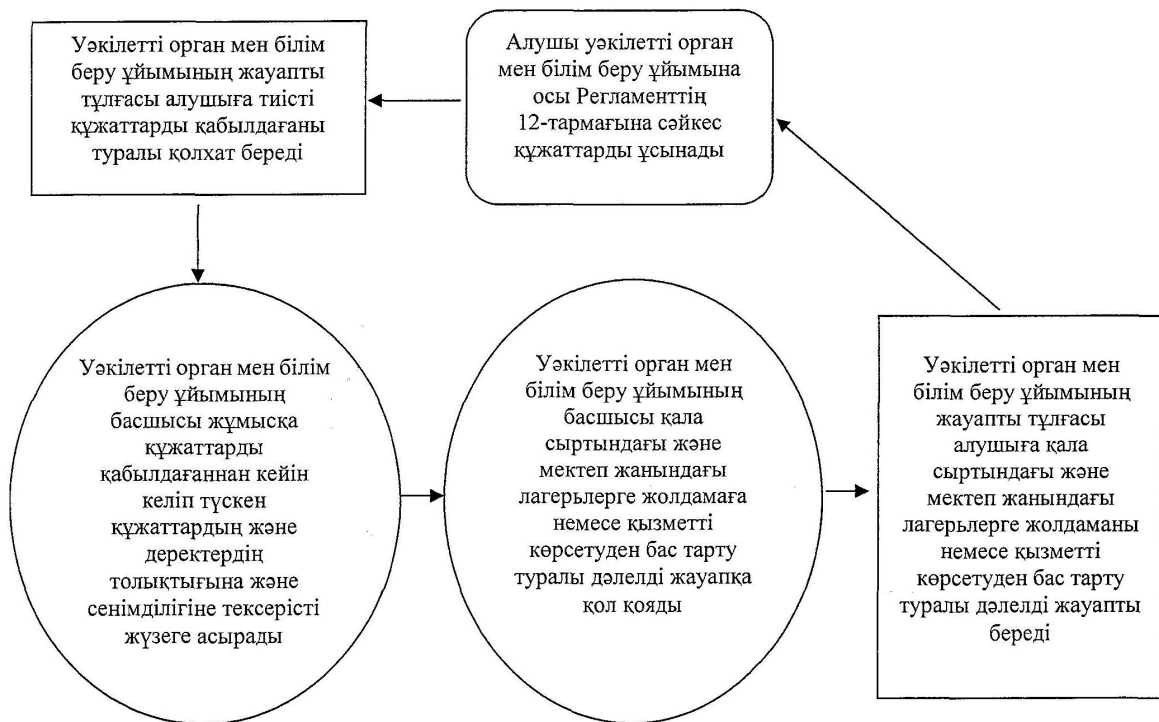 Уәкілетті орган мен білім
беру ұйымының жауапты
тұлғасы алушыға тиісті
құжаттарды қабылдағаны
туралы қолхат береді
Алушы уәкілетті орган
мен білім беру ұйымына
осы Регламенттің
12-тармағына сәйкес
құжаттарды ұсынады
Уәкілетті орган мен білім
беру ұйымының
басшысы жұмысқа
құжаттарды
қабылдағаннан кейін
келіп түскен
құжаттардың және
деректердің
толықтығына және
сенімділігіне тексерісті
жүзеге асырады
Уәкілетті орган мен
білім беру ұйымының
басшысы қала
сыртындағы және
мектеп жанындағы
лагерьлерге жолдамаға
немесе қызметті
көрсетуден бас тарту
туралы дәлелді жауапқа
қол қояды
Уәкілетті орган мен
білім беру ұйымының
жауапты тұлғасы
алушыға қала
сыртындағы және
мектеп жанындағы
лагерьлерге жолдаманы
немесе қызметті
көрсетуден бас тарту
туралы дәлелді жауапты
береді